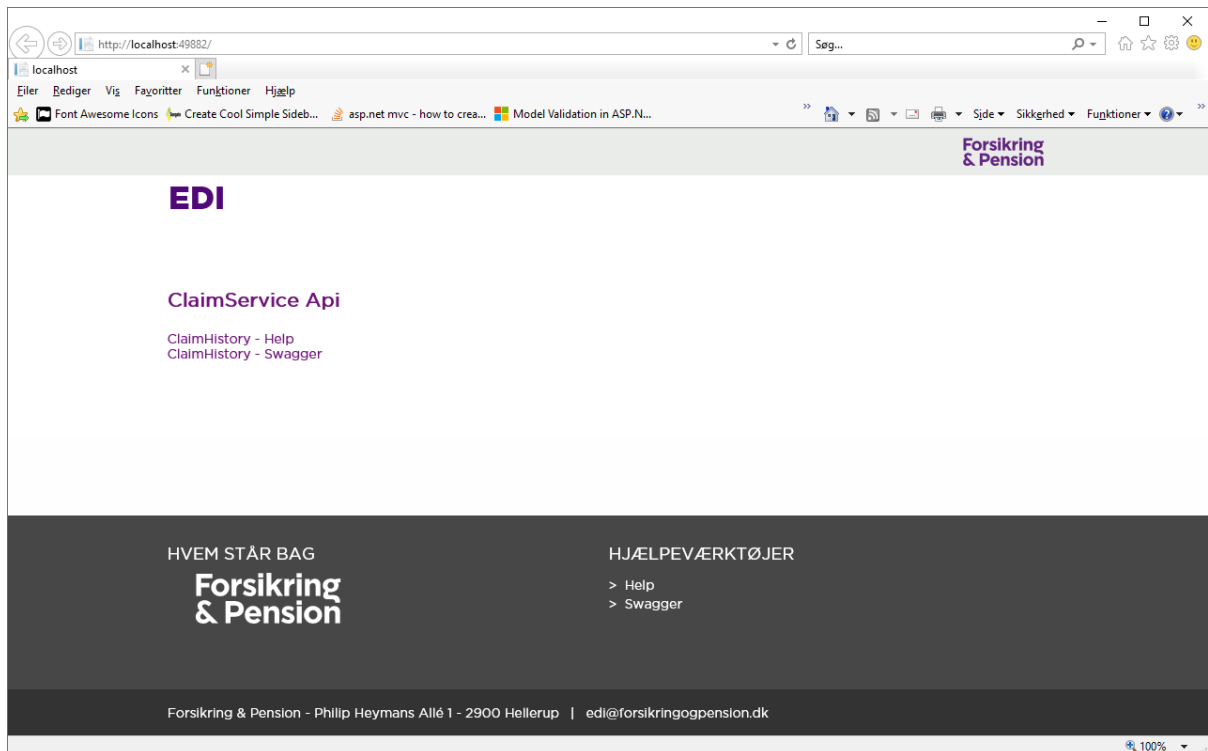 http://localhost:49882/
Søg...
localhost
Filer Rediger Vis Favoritter Funktioner Hjælp
Font Awesome Icons Create Cool Simple Sideb... asp.net mvc - how to crea... Model Validation in ASP.N... Side Sikkerhed Funktioner
Forsikring
& Pension
EDI
ClaimService Api
ClaimHistory - Help
ClaimHistory - Swagger
HVEM STÅR BAG
Forsikring
& Pension
HJÆLPEVÆRKTØJER
> Help
> Swagger
Forsikring & Pension - Philip Heymans Allé 1 - 2900 Hellerup | edi@forsikringogpension.dk
100%